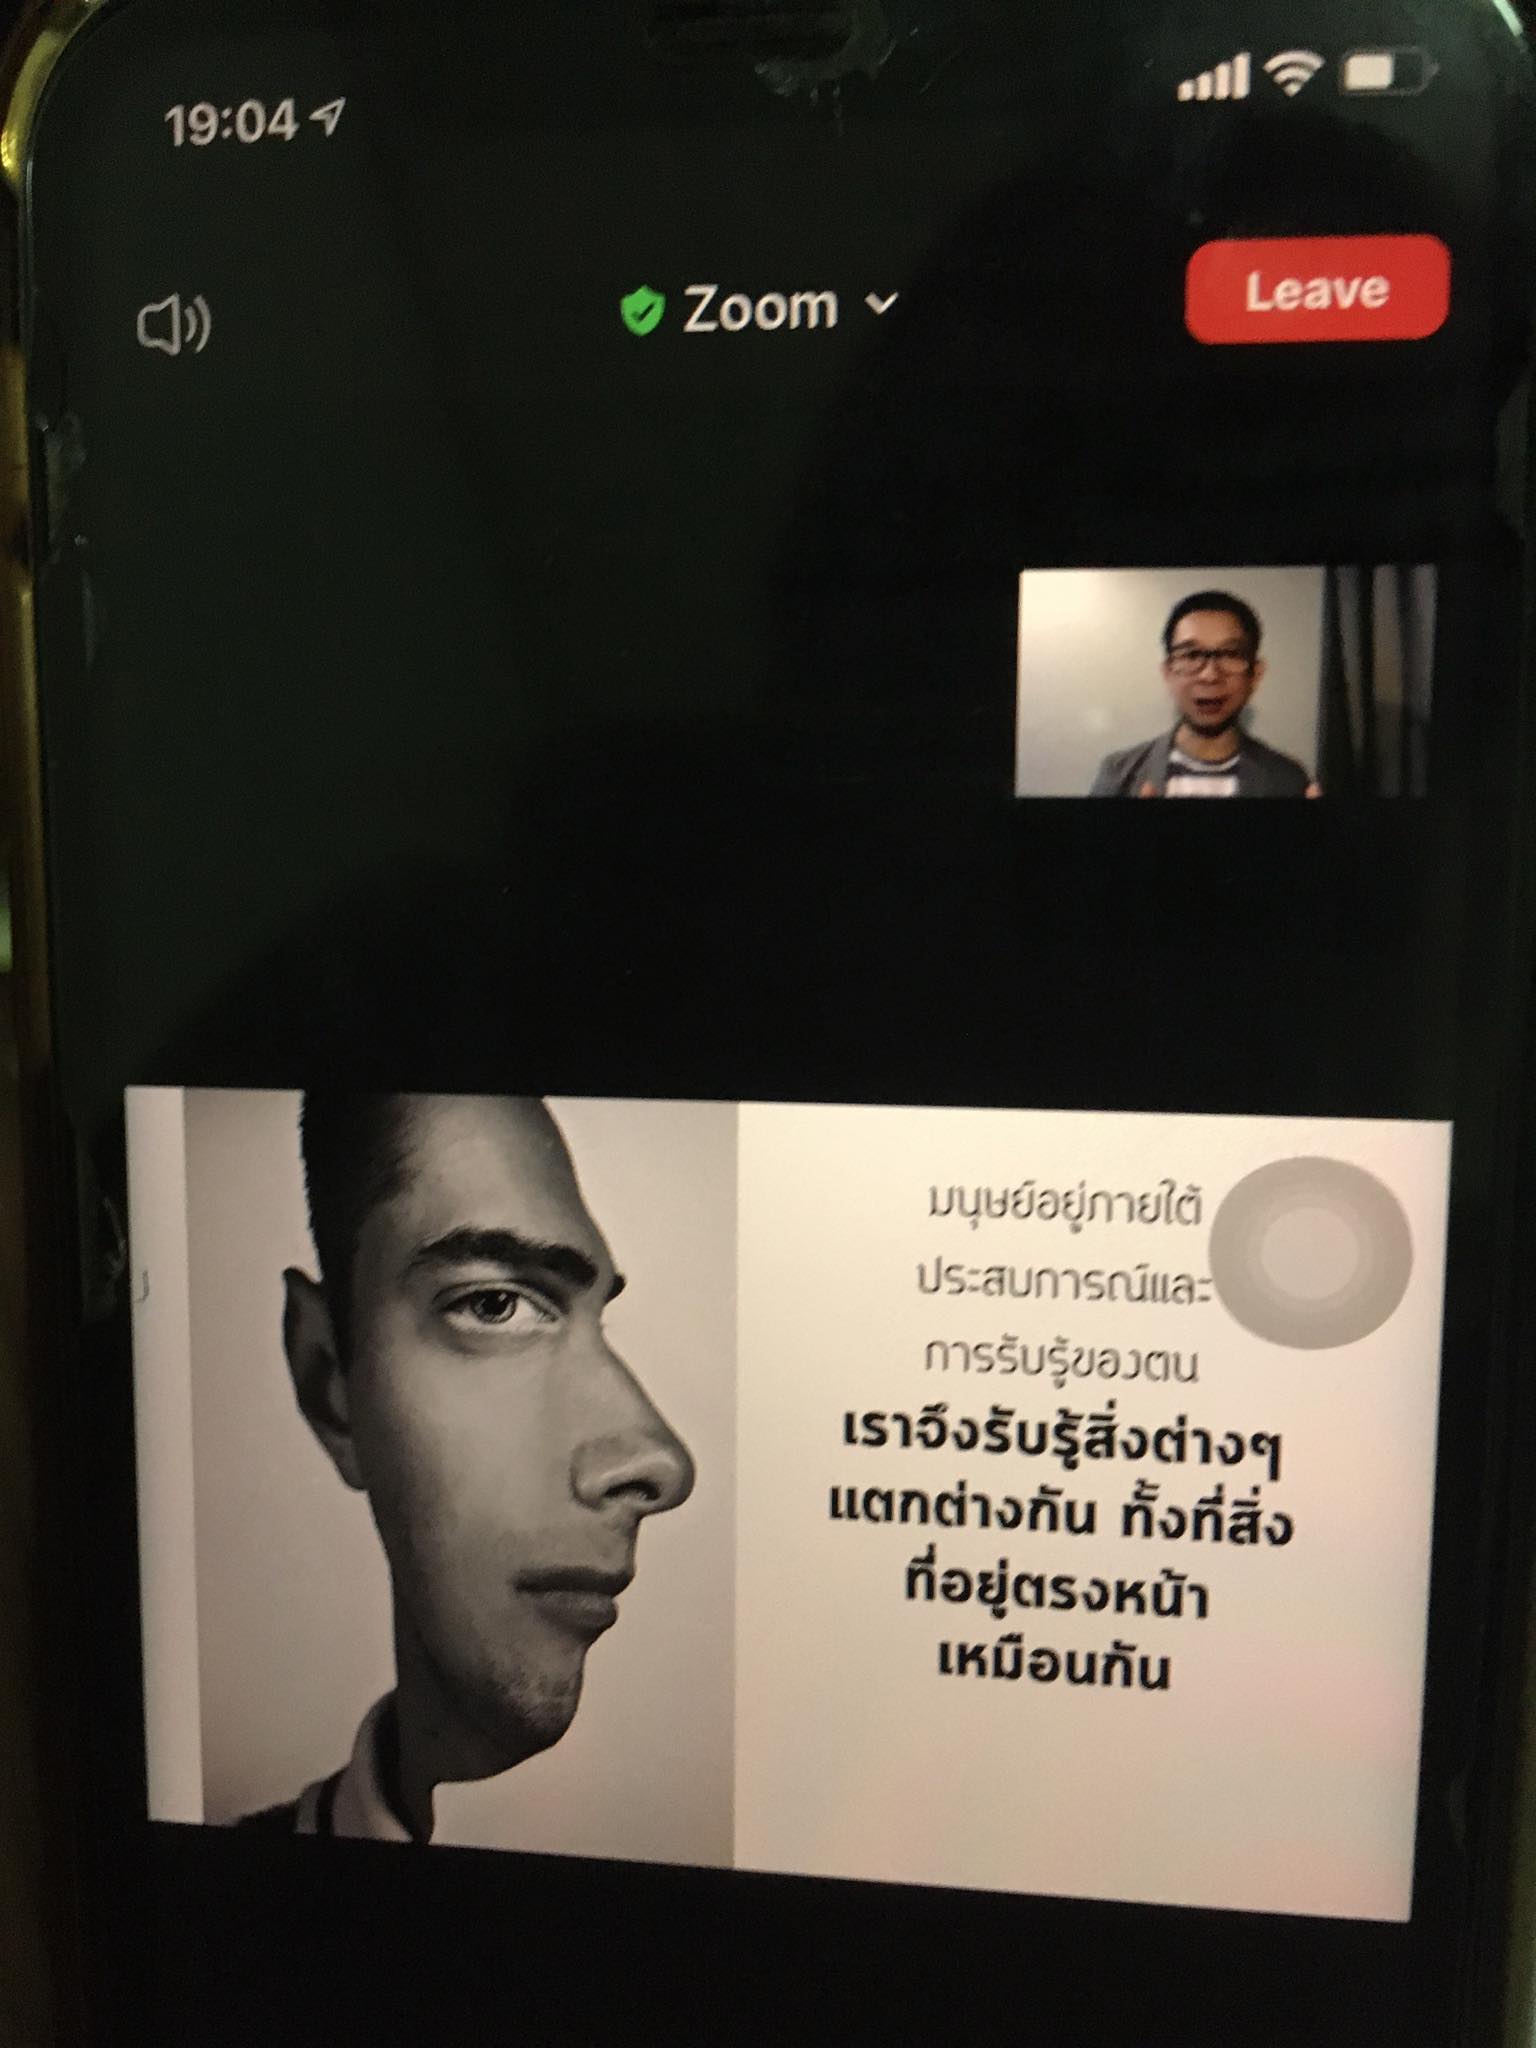 19:04
Zoom
Leave
มนุษย์อยู่ภายใต้
ประสบการณ์และ
การรับรู้ของตน
เราจึงรับรู้สิ่งต่างๆ
แตกต่างกัน ทั้งที่สิ่ง
ที่อยู่ตรงหน้า
เหมือนกัน